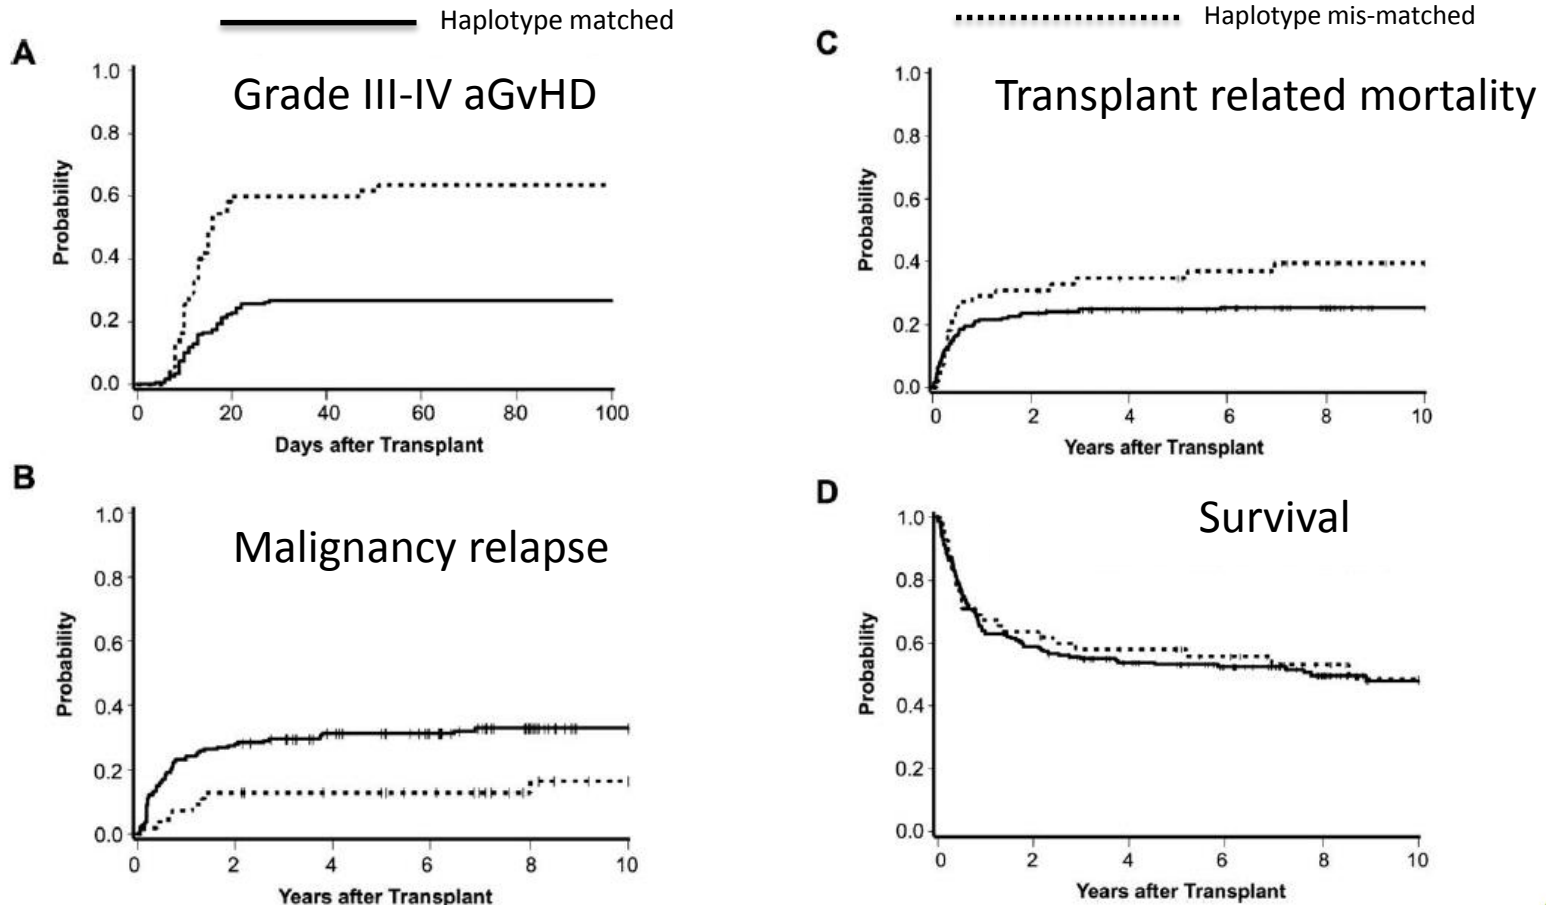 Haplotype matched
Haplotype mis-matched
A
Grade III-IV aGvHD
1.0
0.8
0.6
0.4
0.2
0.0
Probability
0 20 40 60 80 100
Days after Transplant
C
Transplant related mortality
1.0
0.8
0.6
0.4
0.2
0.0
Probability
0 2 4 6 8 10
Years after Transplant
B
Malignancy relapse
1.0
0.8
0.6
0.4
0.2
0.0
Probability
0 2 4 6 8 10
Years after Transplant
D
Survival
1.0
0.8
0.6
0.4
0.2
0.0
Probability
0 2 4 6 8 10
Years after Transplant